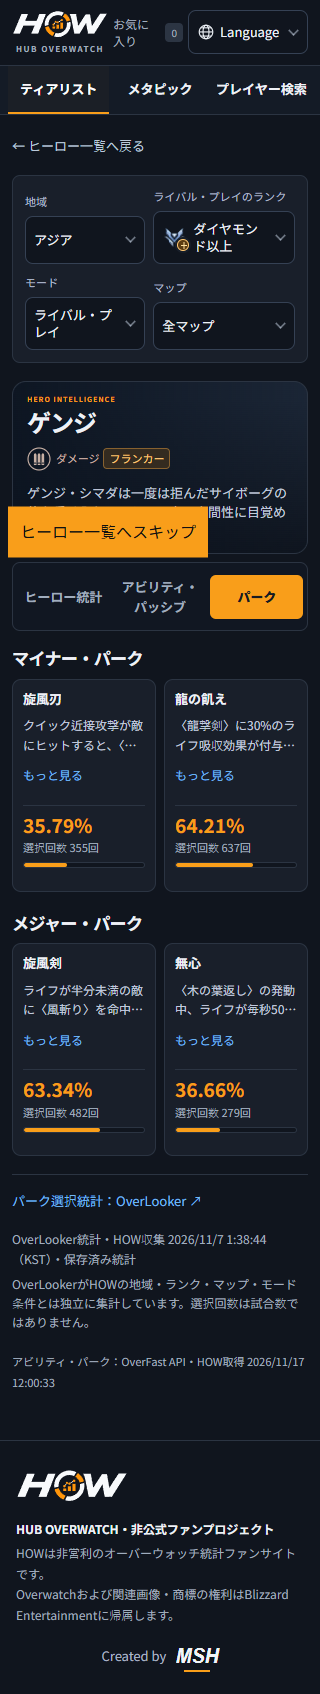 HOW
HUB OVERWATCH
お気に
入り
0
Language
ティアリスト
メタピック
プレイヤー検索
← ヒーロー一覧へ戻る
地域
ライバル・プレイのランク
アジア
ダイヤモン
ド以上
モード
マップ
ライバル・プ
レイ
全マップ
HERO INTELLIGENCE
ゲンジ
ダメージ
フランカー
ゲンジ・シマダは一度は拒んだサイボーグの
間性に目覚め
ヒーロー一覧へスキップ
ヒーロー統計
アビリティ・
パッシブ
パーク
マイナー・パーク
旋風刃
クイック近接攻撃が敵
にヒットすると、〈…
もっと見る
35.79%
選択回数 355回
龍の飢え
〈龍撃剣〉に30%のラ
イフ吸収効果が付与…
もっと見る
64.21%
選択回数 637回
メジャー・パーク
旋風剣
ライフが半分未満の敵
に〈風斬り〉を命中…
もっと見る
63.34%
選択回数 482回
無心
〈木の葉返し〉の発動
中、ライフが毎秒50…
もっと見る
36.66%
選択回数 279回
パーク選択統計：OverLooker ↗
OverLooker統計・HOW収集 2026/11/7 1:38:44
（KST）・保存済み統計
OverLookerがHOWの地域・ランク・マップ・モード
条件とは独立に集計しています。選択回数は試合数で
はありません。
アビリティ・パーク：OverFast API・HOW取得 2026/11/17
12:00:33
HOW
HUB OVERWATCH・非公式ファンプロジェクト
HOWは非営利のオーバーウォッチ統計ファンサイト
です。
Overwatchおよび関連画像・商標の権利はBlizzard
Entertainmentに帰属します。
Created by MSH